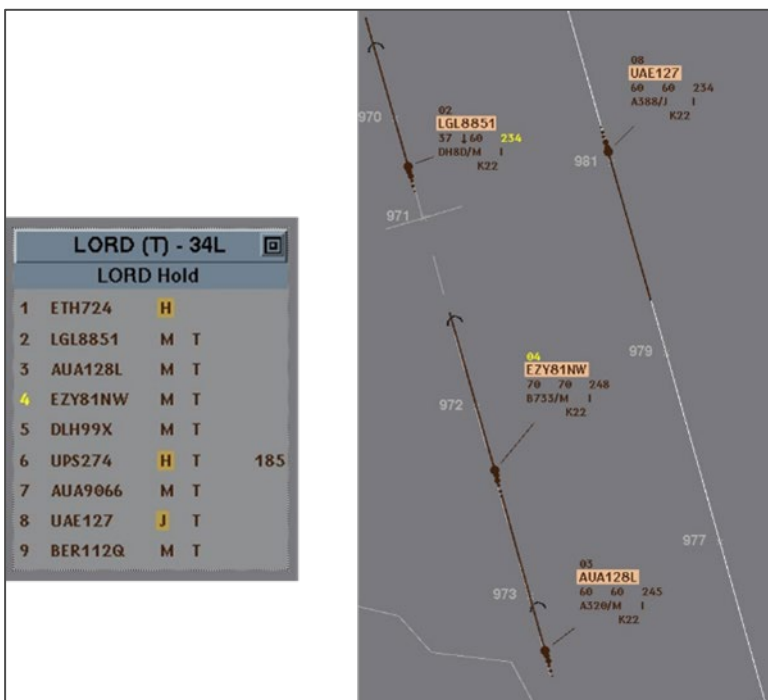 LORD (T) - 34L
LORD Hold
1 ETH724 H
2 LGL8851 M T
3 AUA128L M T
4 EZY81NW M T
5 DLH99X M T
6 UPS274 H T 185
7 AUA9066 M T
8 UAE127 J T
9 BER112Q M T
970
02
LGL8851
37 ↓60 234
DH8D/M I
K22
971
08
UAE127
60 60 234
A388/J I
K22
981
979
04
EZY81NW
70 70 248
B733/M I
K22
972
977
03
AUA128L
60 60 245
A320/M I
K22
973